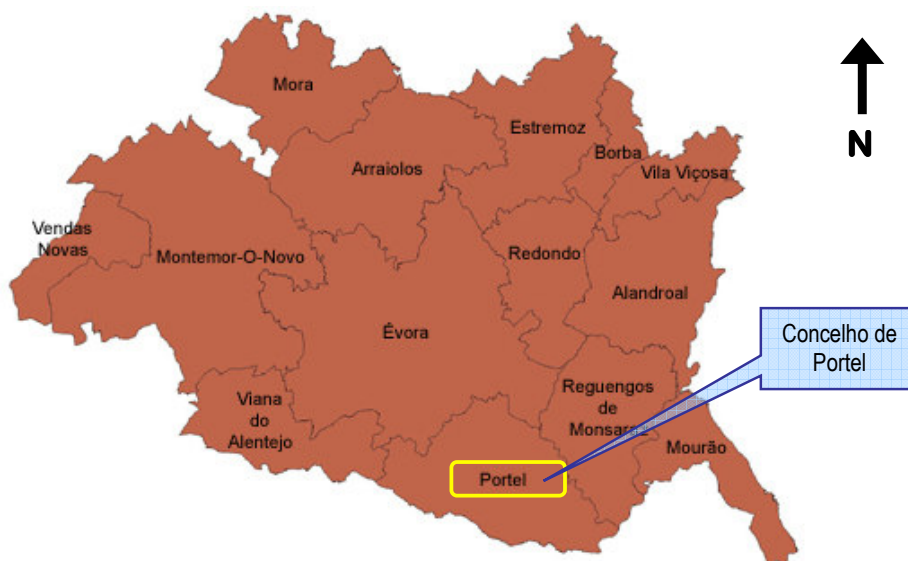 Mora
Estremoz
Borba
Arraiolos
Vila Viçosa
Vendas
Novas
Montemor-O-Novo
Redondo
Alandroal
Évora
Concelho de
Portel
Reguengos
de
Monsaraz
Viana
do
Alentejo
Mourão
Portel
N